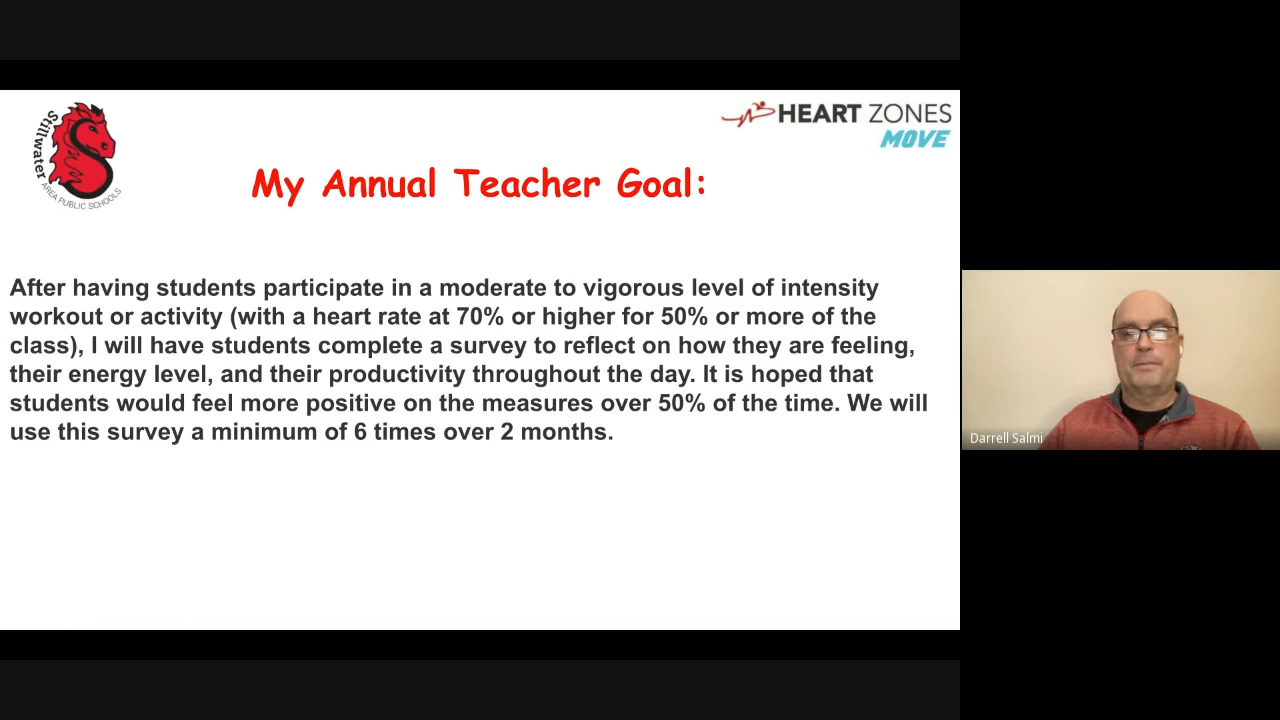 Stillwater
AREA PUBLIC SCHOOLS
HEART ZONES
MOVE
My Annual Teacher Goal:
After having students participate in a moderate to vigorous level of intensity
workout or activity (with a heart rate at 70% or higher for 50% or more of the
class), I will have students complete a survey to reflect on how they are feeling,
their energy level, and their productivity throughout the day. It is hoped that
students would feel more positive on the measures over 50% of the time. We will
use this survey a minimum of 6 times over 2 months.
Darrell Salmi